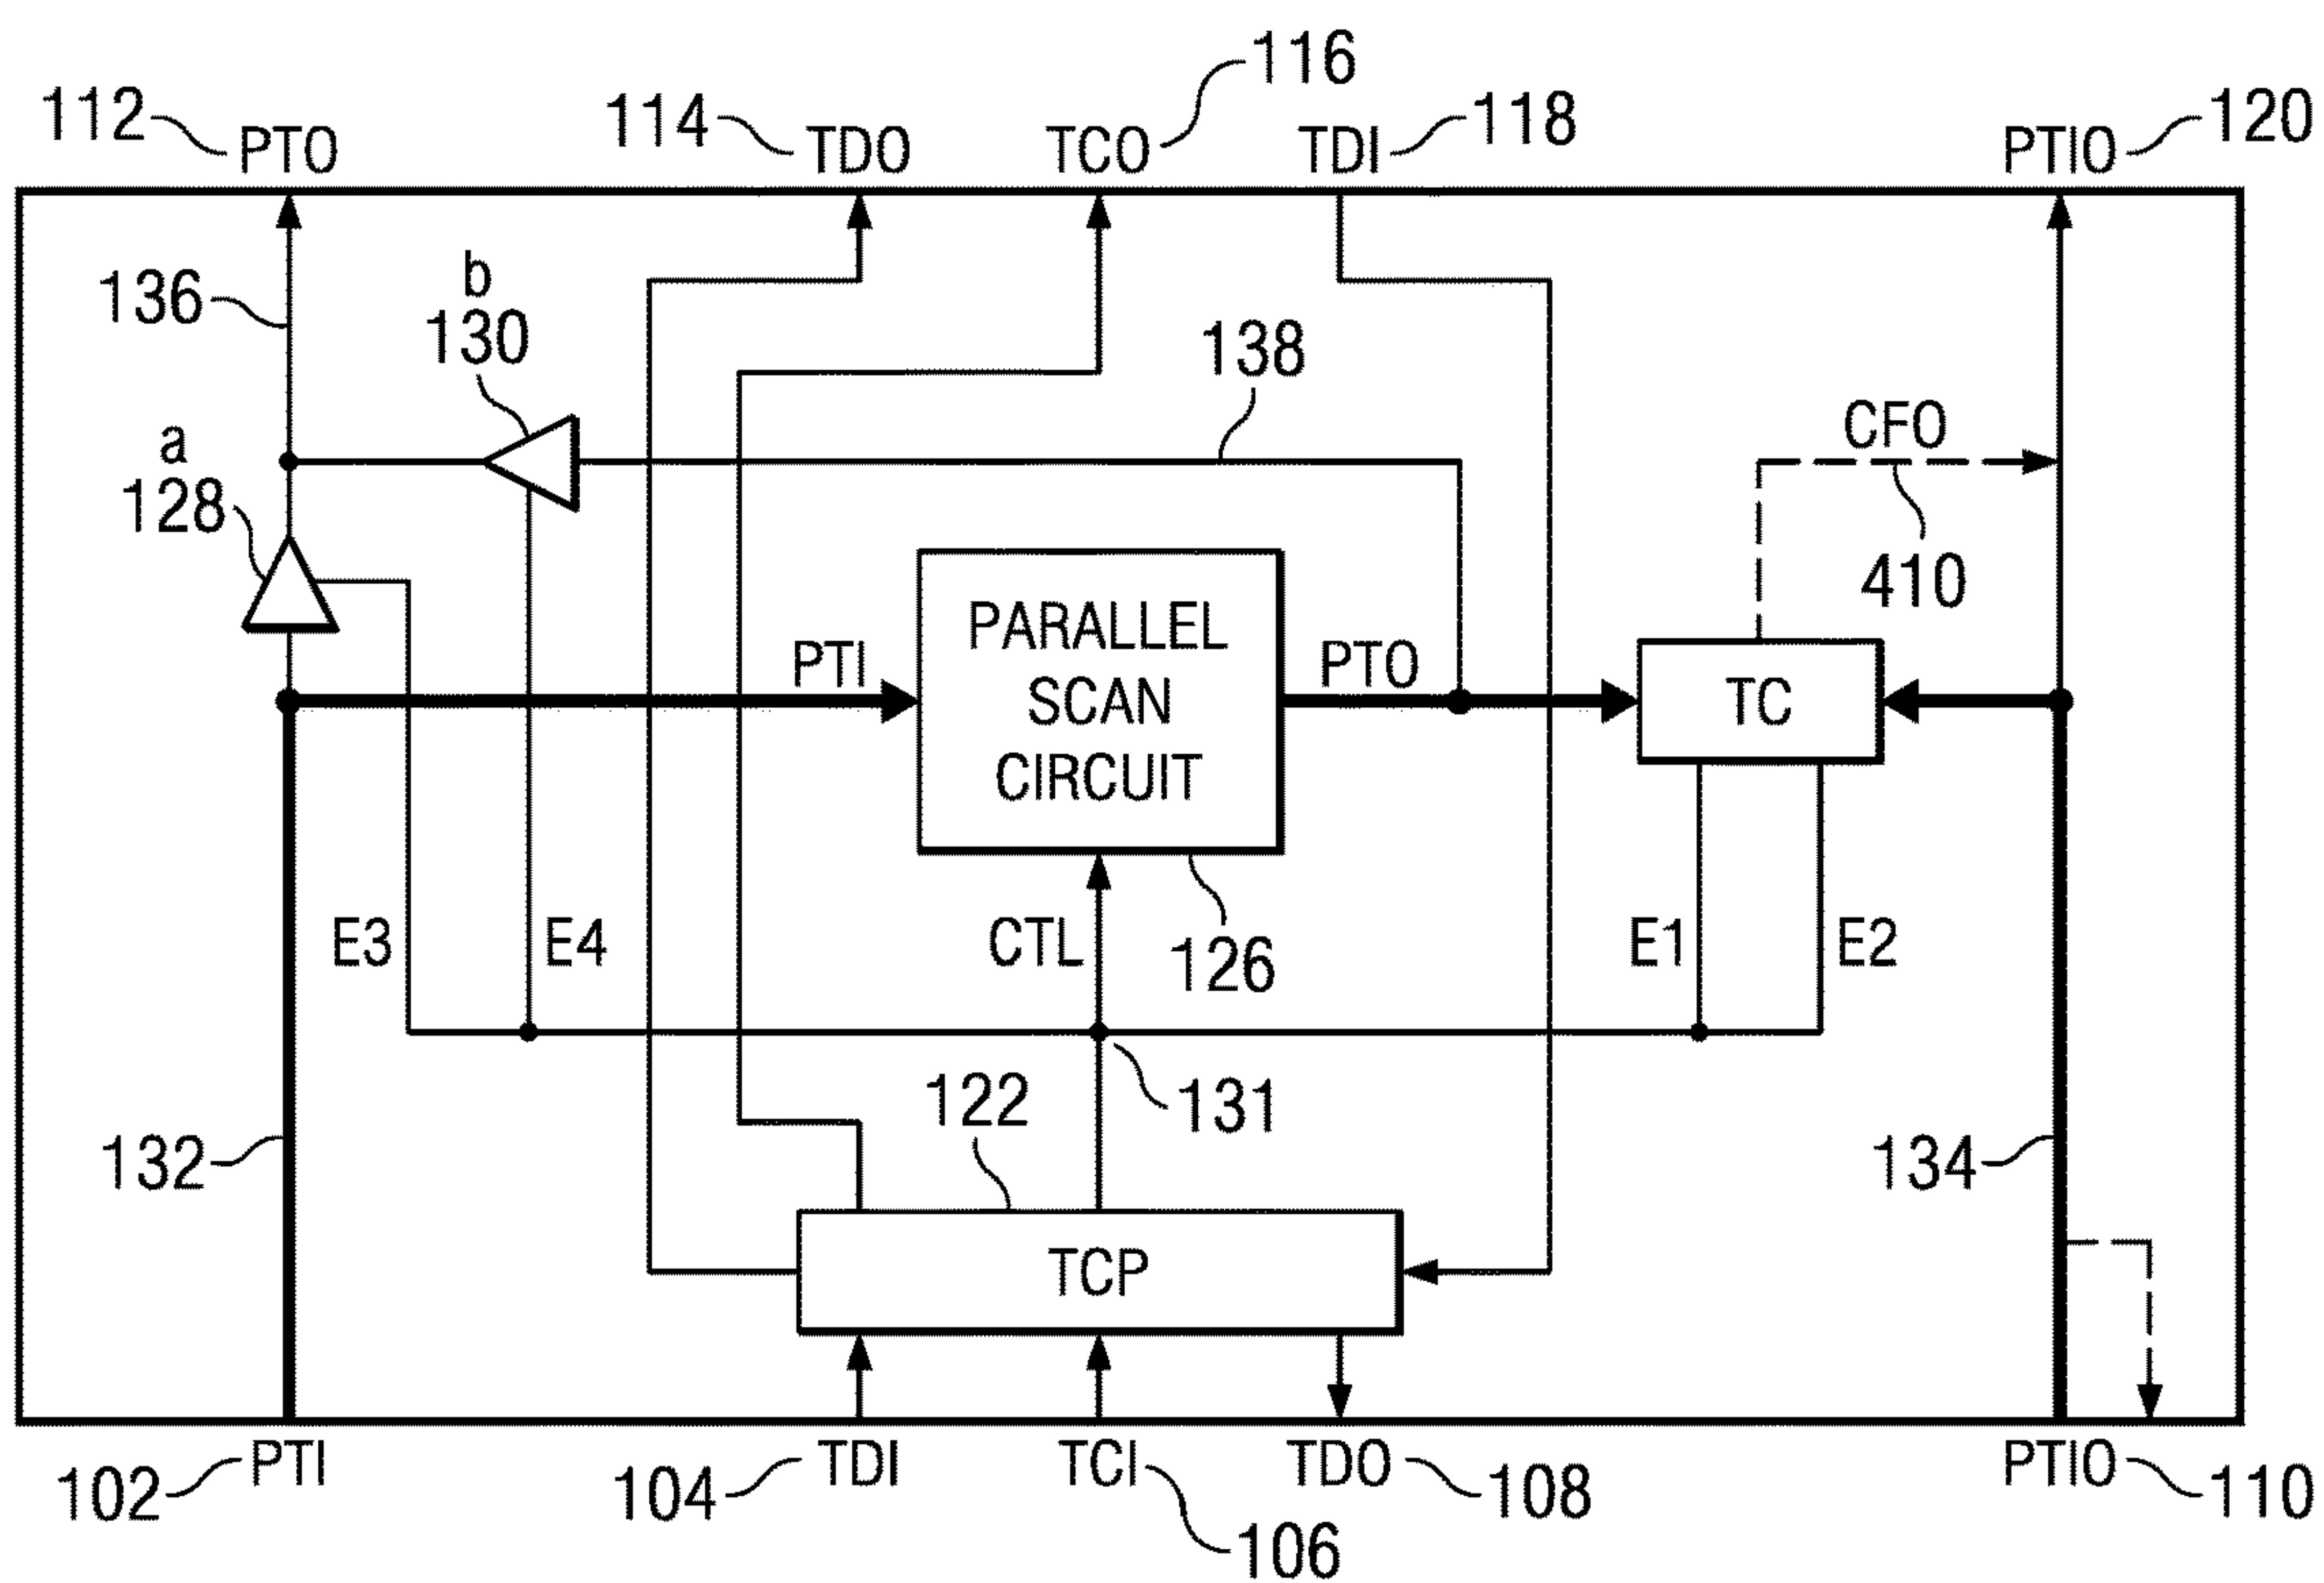 116
112
PTO
114
TDO
TCO
TDI
118
PTIO
120
136
b
130
138
CFO
a
128
410
PTI
PARALLEL
SCAN
CIRCUIT
PTO
TC
E3
E4
CTL
126
E1
E2
122
131
132
134
TCP
102
PTI
104
TDI
TCI
106
TDO
108
PTIO
110